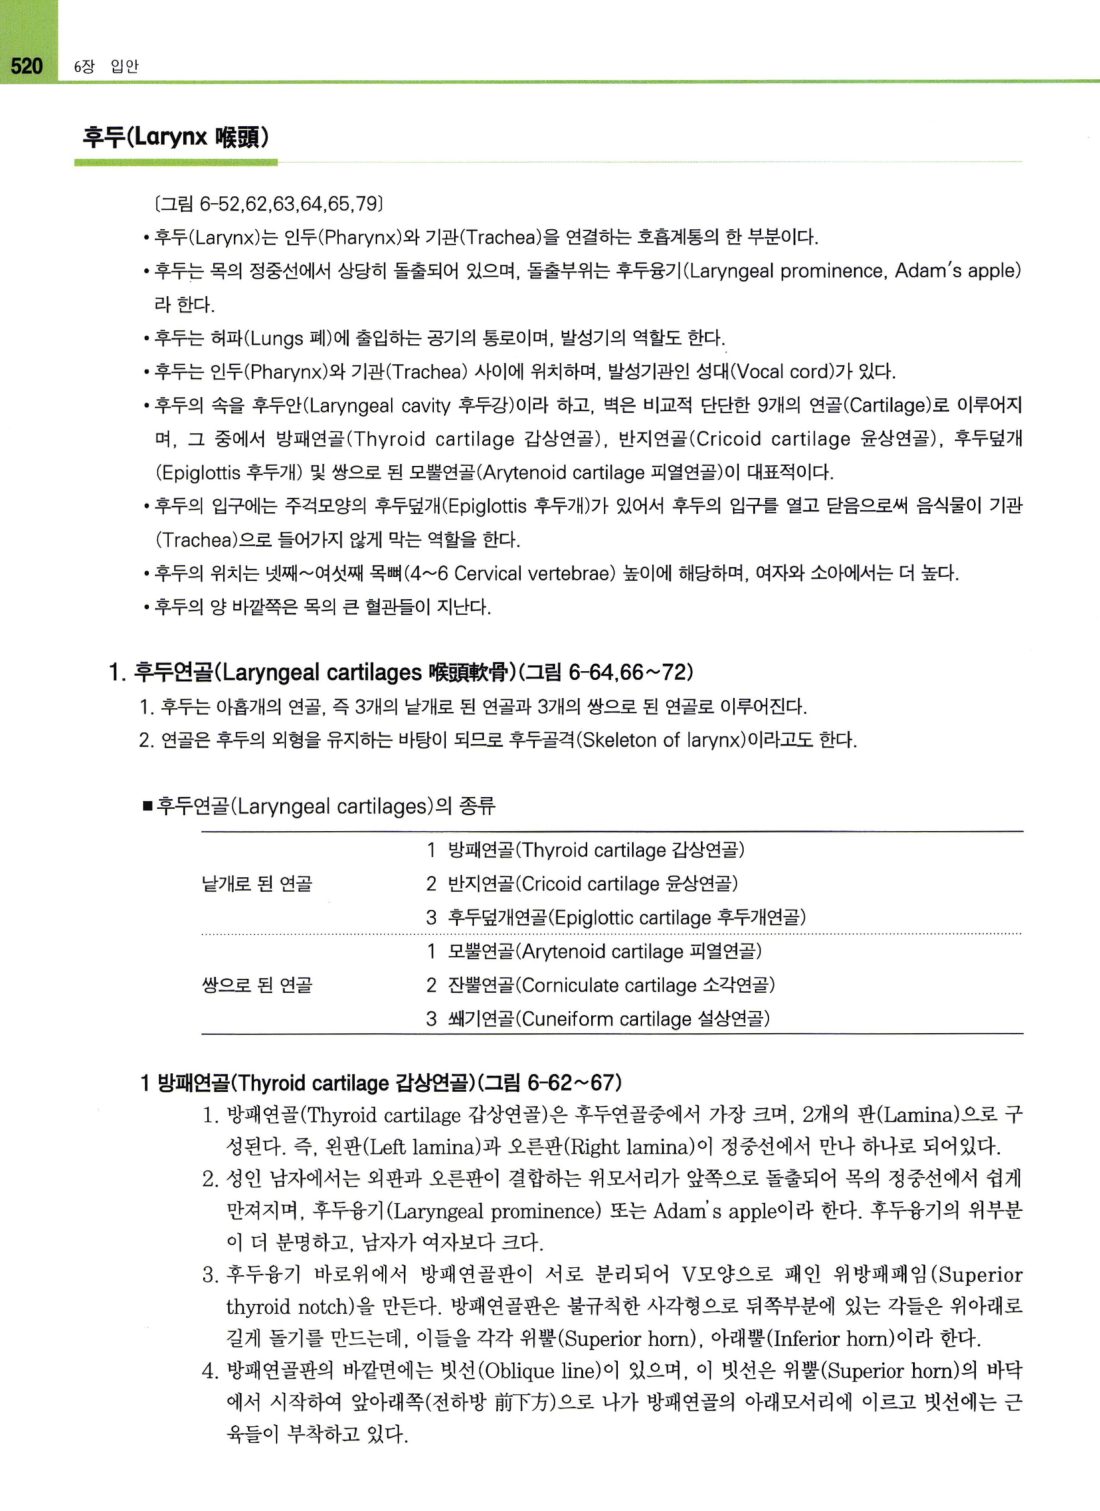 520 6장 입안
후두(Larynx 喉頭)
〔그림 6-52,62,63,64,65,79〕
• 후두(Larynx)는 인두(Pharynx)와 기관(Trachea)을 연결하는 호흡계통의 한 부분이다.
• 후두는 목의 정중선에서 상당히 돌출되어 있으며, 돌출부위는 후두융기(Laryngeal prominence, Adam's apple)
라 한다.
• 후두는 허파(Lungs 폐)에 출입하는 공기의 통로이며, 발성기의 역할도 한다.
• 후두는 인두(Pharynx)와 기관(Trachea) 사이에 위치하며, 발성기관인 성대(Vocal cord)가 있다.
• 후두의 속을 후두안(Laryngeal cavity 후두강)이라 하고, 벽은 비교적 단단한 9개의 연골(Cartilage)로 이루어지
며, 그 중에서 방패연골(Thyroid cartilage 갑상연골), 반지연골(Cricoid cartilage 윤상연골), 후두덮개
(Epiglottis 후두개) 및 쌍으로 된 모뿔연골(Arytenoid cartilage 피열연골)이 대표적이다.
• 후두의 입구에는 주걱모양의 후두덮개(Epiglottis 후두개)가 있어서 후두의 입구를 열고 닫음으로써 음식물이 기관
(Trachea)으로 들어가지 않게 막는 역할을 한다.
• 후두의 위치는 넷째~여섯째 목뼈(4~6 Cervical vertebrae) 높이에 해당하며, 여자와 소아에서는 더 높다.
• 후두의 양 바깥쪽은 목의 큰 혈관들이 지난다.
1. 후두연골(Laryngeal cartilages 喉頭軟骨)(그림 6-64,66~72)
1. 후두는 아홉개의 연골, 즉 3개의 낱개로 된 연골과 3개의 쌍으로 된 연골로 이루어진다.
2. 연골은 후두의 외형을 유지하는 바탕이 되므로 후두골격(Skeleton of larynx)이라고도 한다.
■ 후두연골(Laryngeal cartilages)의 종류
1 방패연골(Thyroid cartilage 갑상연골)
낱개로 된 연골 2 반지연골(Cricoid cartilage 윤상연골)
3 후두덮개연골(Epiglottic cartilage 후두개연골)
1 모뿔연골(Arytenoid cartilage 피열연골)
쌍으로 된 연골 2 잔뿔연골(Corniculate cartilage 소각연골)
3 쐐기연골(Cuneiform cartilage 설상연골)
1 방패연골(Thyroid cartilage 갑상연골)(그림 6-62~67)
1. 방패연골(Thyroid cartilage 갑상연골)은 후두연골중에서 가장 크며, 2개의 판(Lamina)으로 구
성된다. 즉, 왼판(Left lamina)과 오른판(Right lamina)이 정중선에서 만나 하나로 되어있다.
2. 성인 남자에서는 외판과 오른판이 결합하는 위모서리가 앞쪽으로 돌출되어 목의 정중선에서 쉽게
만져지며, 후두융기(Laryngeal prominence) 또는 Adam's apple이라 한다. 후두융기의 위부분
이 더 분명하고, 남자가 여자보다 크다.
3. 후두융기 바로위에서 방패연골판이 서로 분리되어 V모양으로 패인 위방패패임(Superior
thyroid notch)을 만든다. 방패연골판은 불규칙한 사각형으로 뒤쪽부분에 있는 각들은 위아래로
길게 돌기를 만드는데, 이들을 각각 위뿔(Superior horn), 아래뿔(Inferior horn)이라 한다.
4. 방패연골판의 바깥면에는 빗선(Oblique line)이 있으며, 이 빗선은 위뿔(Superior horn)의 바닥
에서 시작하여 앞아래쪽(전하방 前下方)으로 나가 방패연골의 아래모서리에 이르고 빗선에는 근
육들이 부착하고 있다.